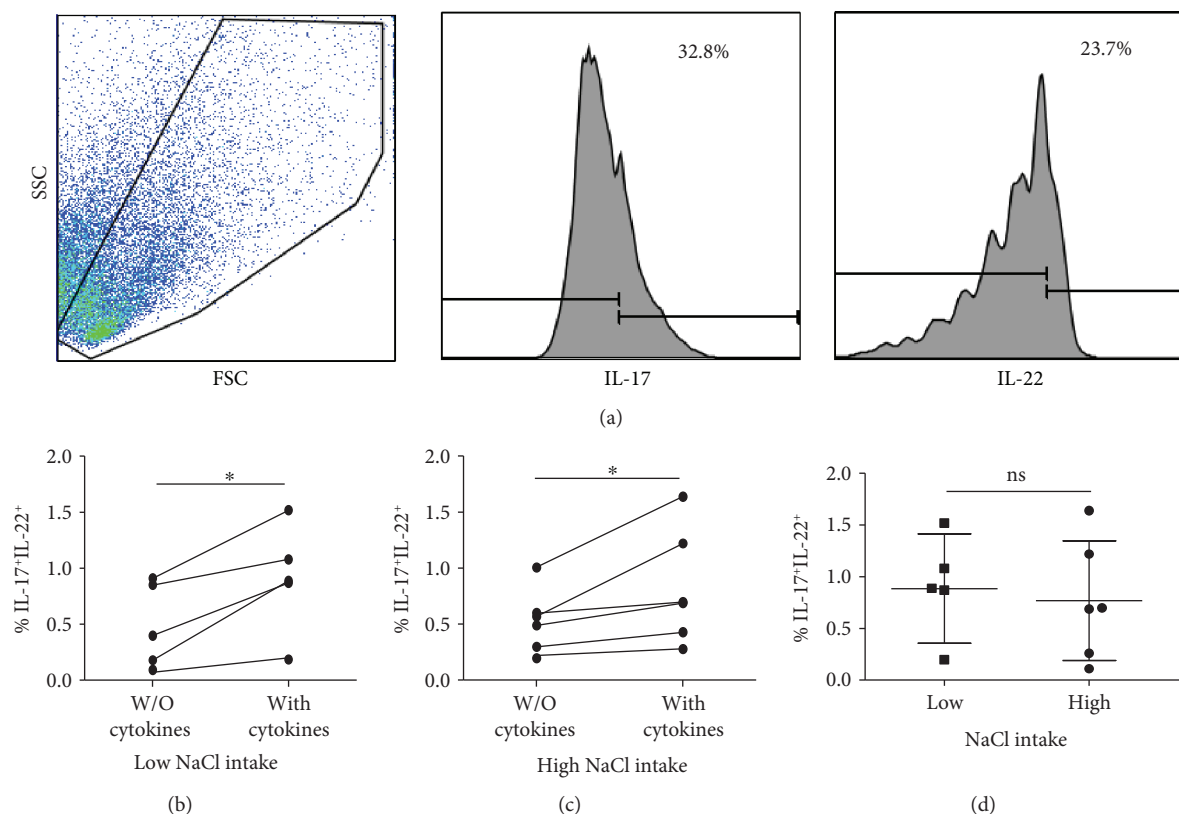 SSC
FSC
32.8%
IL-17
23.7%
IL-22
(a)
% IL-17⁺IL-22⁺
2.0
1.5
1.0
0.5
0.0
*
W/O
cytokines
With
cytokines
Low NaCl intake
(b)
% IL-17⁺IL-22⁺
2.0
1.5
1.0
0.5
0.0
*
W/O
cytokines
With
cytokines
High NaCl intake
(c)
% IL-17⁺IL-22⁺
2.0
1.5
1.0
0.5
0.0
ns
Low
High
NaCl intake
(d)